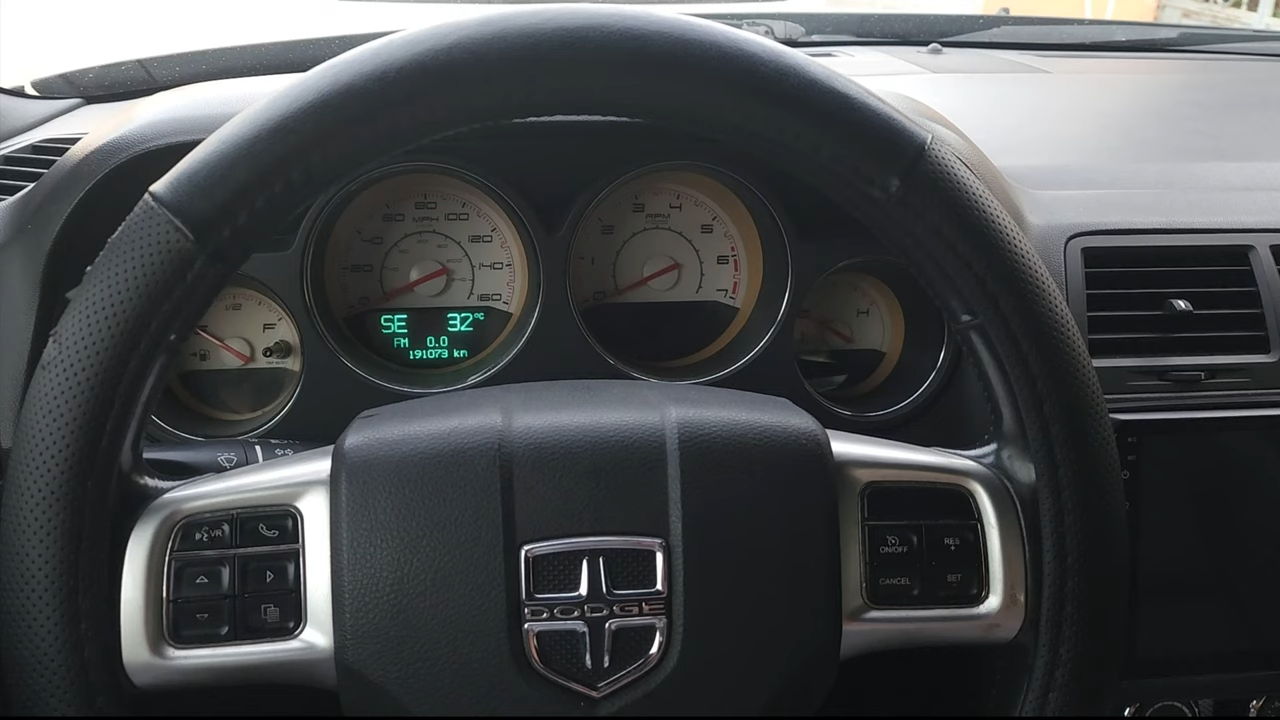 60 80 100
MPH
40 120
20 140
160
SE 32°C
FM 0.0
191073 km
3 4
RPM
2 5
1 6
0 7
1/2
F
H
VR
DODGE
ON/OFF
RES
+
CANCEL
SET
-